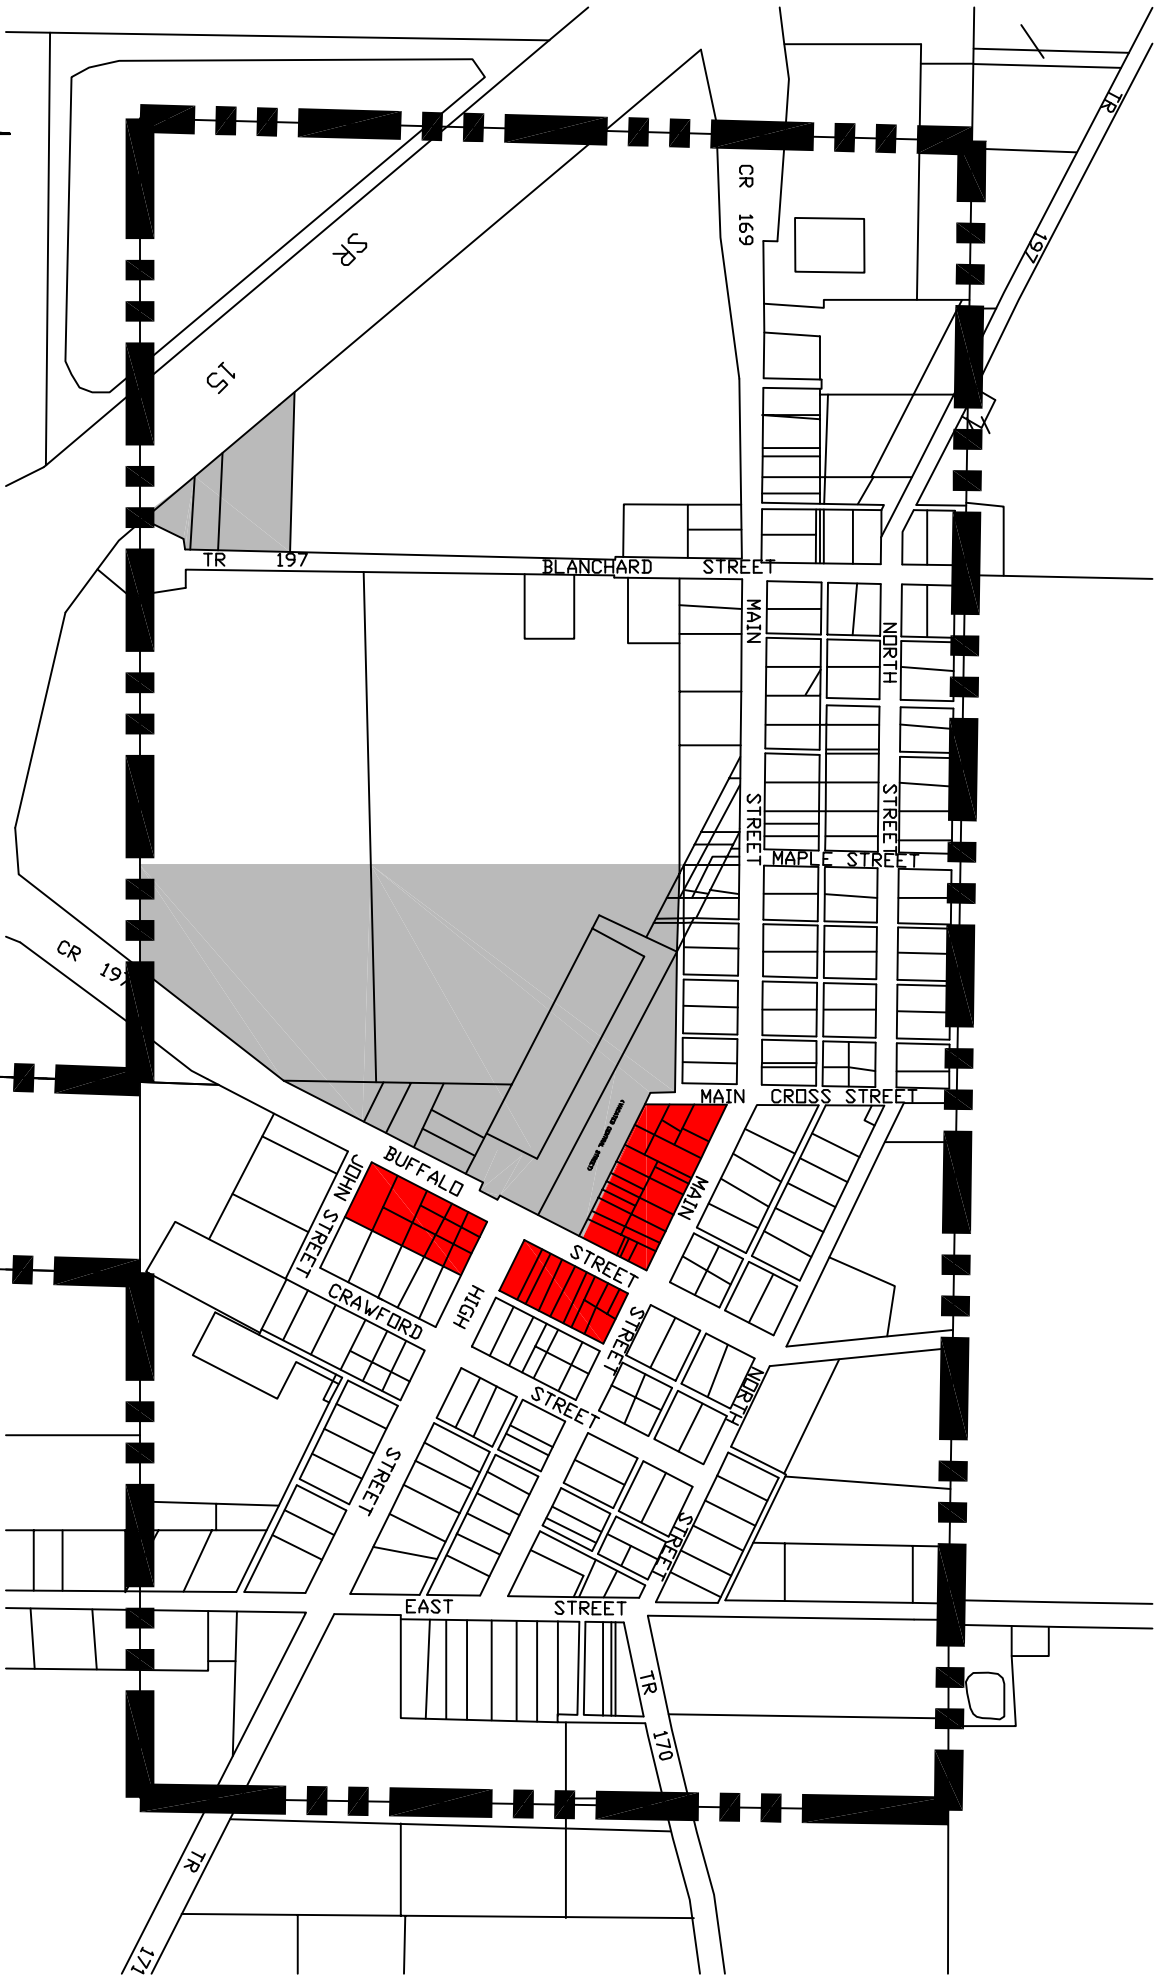 TR
CR 169
197
SR
15
TR 197
BLANCHARD STREET
MAIN
NORTH
STREET
STREET
MAPLE STREET
CR 197
MAIN CROSS STREET
(VACATED CENTRAL STREET)
BUFFALO
JOHN STREET
MAIN
STREET
HIGH
CRAWFORD
STREET
NORTH
STREET
STREET
STREET
EAST STREET
TR
170
TR
171